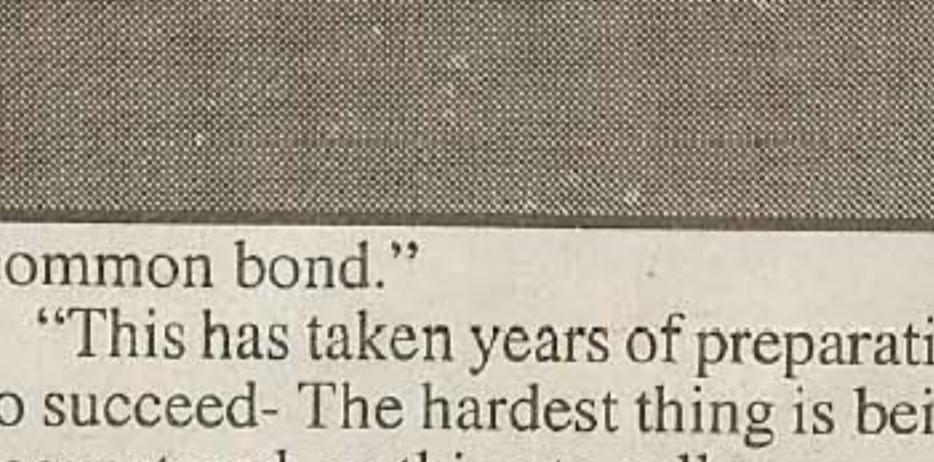 ommon bond.”
“This has taken years of preparati
o succeed- The hardest thing is bei